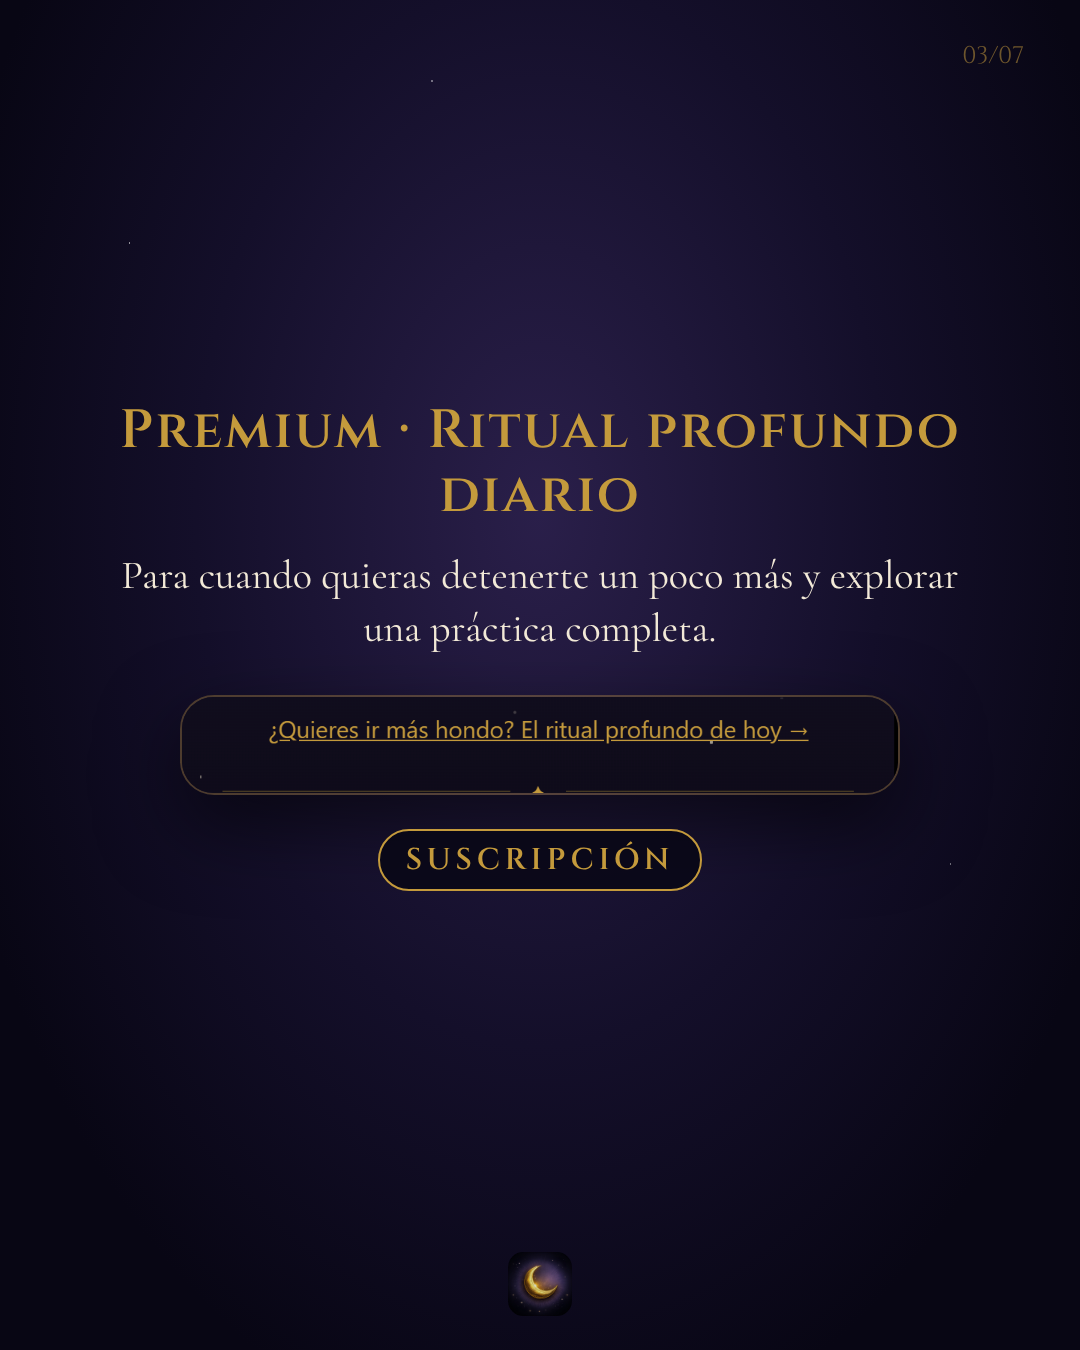 03/07
Premium · Ritual profundo
diario
Para cuando quieras detenerte un poco más y explorar
una práctica completa.
¿Quieres ir más hondo? El ritual profundo de hoy →
SUSCRIPCIÓN